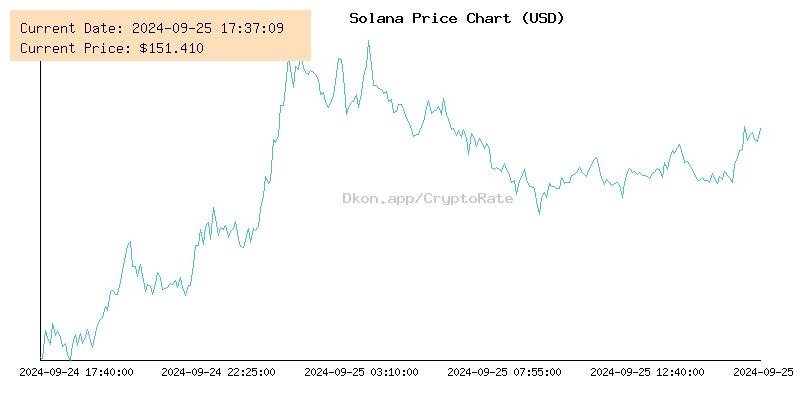 Solana Price Chart (USD)
Current Date: 2024-09-25 17:37:09
Current Price: $151.410
Dkon.app/CryptoRate
2024-09-24 17:40:00
2024-09-24 22:25:00
2024-09-25 03:10:00
2024-09-25 07:55:00
2024-09-25 12:40:00
2024-09-25